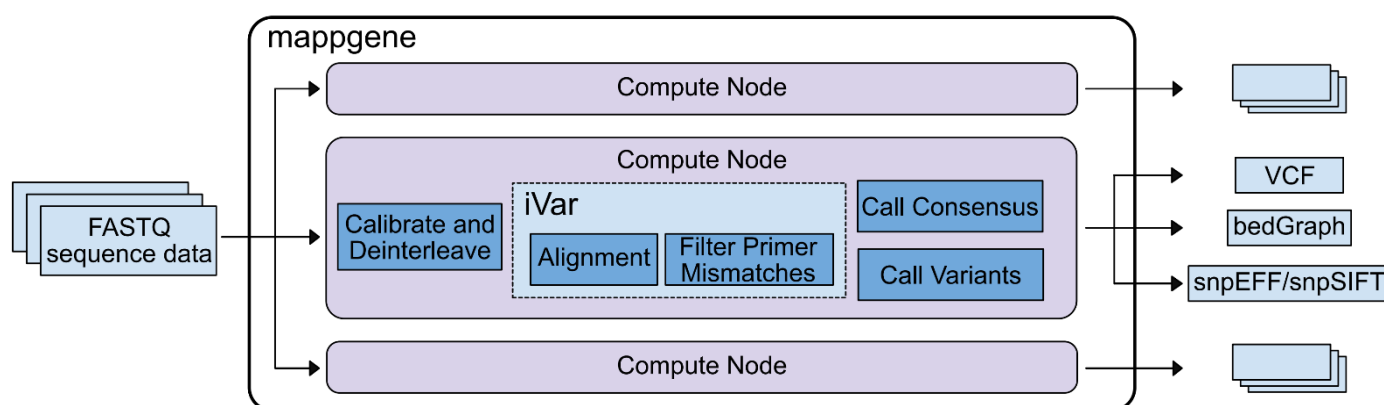 mappgene
Compute Node
Compute Node
FASTQ
sequence data
Calibrate and
Deinterleave
iVar
Alignment
Filter Primer
Mismatches
Call Consensus
Call Variants
VCF
bedGraph
snpEFF/snpSIFT
Compute Node